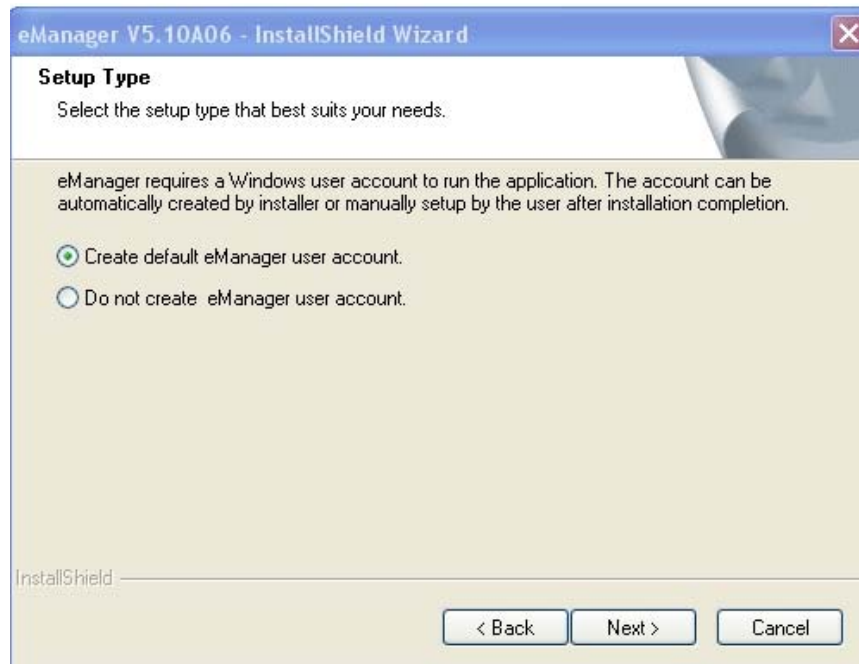 eManager V5.10A06 - InstallShield Wizard
Setup Type
Select the setup type that best suits your needs.
eManager requires a Windows user account to run the application. The account can be
automatically created by installer or manually setup by the user after installation completion.
Create default eManager user account.
Do not create eManager user account.
InstallShield
< Back
Next >
Cancel